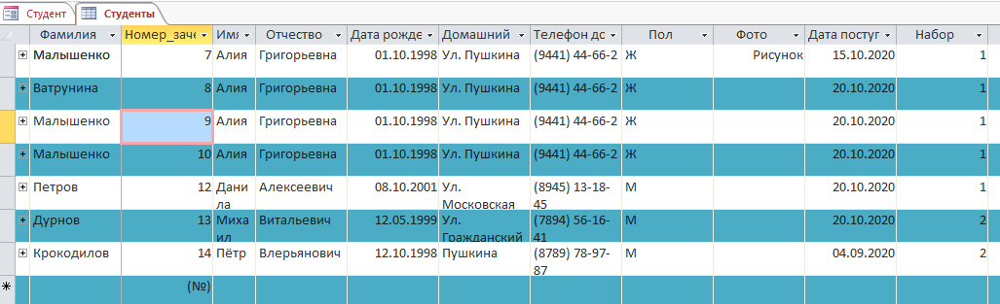 Студент Студенты
Фамилия Номер_заче Имя Отчество Дата рожде Домашний Телефон дс Пол Фото Дата постуг Набор
Малышенко 7 Алия Григорьевна 01.10.1998 Ул. Пушкина (9441) 44-66-2 Ж Рисунок 15.10.2020 1
Ватрунина 8 Алия Григорьевна 01.10.1998 Ул. Пушкина (9441) 44-66-2 Ж 20.10.2020 1
Малышенко 9 Алия Григорьевна 01.10.1998 Ул. Пушкина (9441) 44-66-2 Ж 20.10.2020 1
Малышенко 10 Алия Григорьевна 01.10.1998 Ул. Пушкина (9441) 44-66-2 Ж 20.10.2020 1
Петров 12 Дани Алексеевич 08.10.2001 Ул. (8945) 13-18- М 20.10.2020 1
ла Московская 45
Дурнов 13 Миха Витальевич 12.05.1999 Ул. (7894) 56-16- М 20.10.2020 2
ил Гражданский 41
Крокодилов 14 Пётр Влерьянович 12.10.1998 Пушкина (8789) 78-97- М 04.09.2020 2
87
(№)